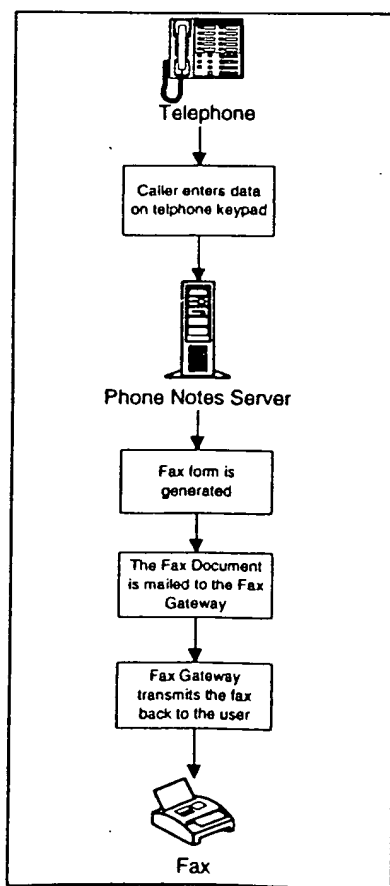 Telephone
Caller enters data
on telphone keypad
Phone Notes Server
Fax form is
generated
The Fax Document
is mailed to the Fax
Gateway
Fax Gateway
transmits the fax
back to the user
Fax